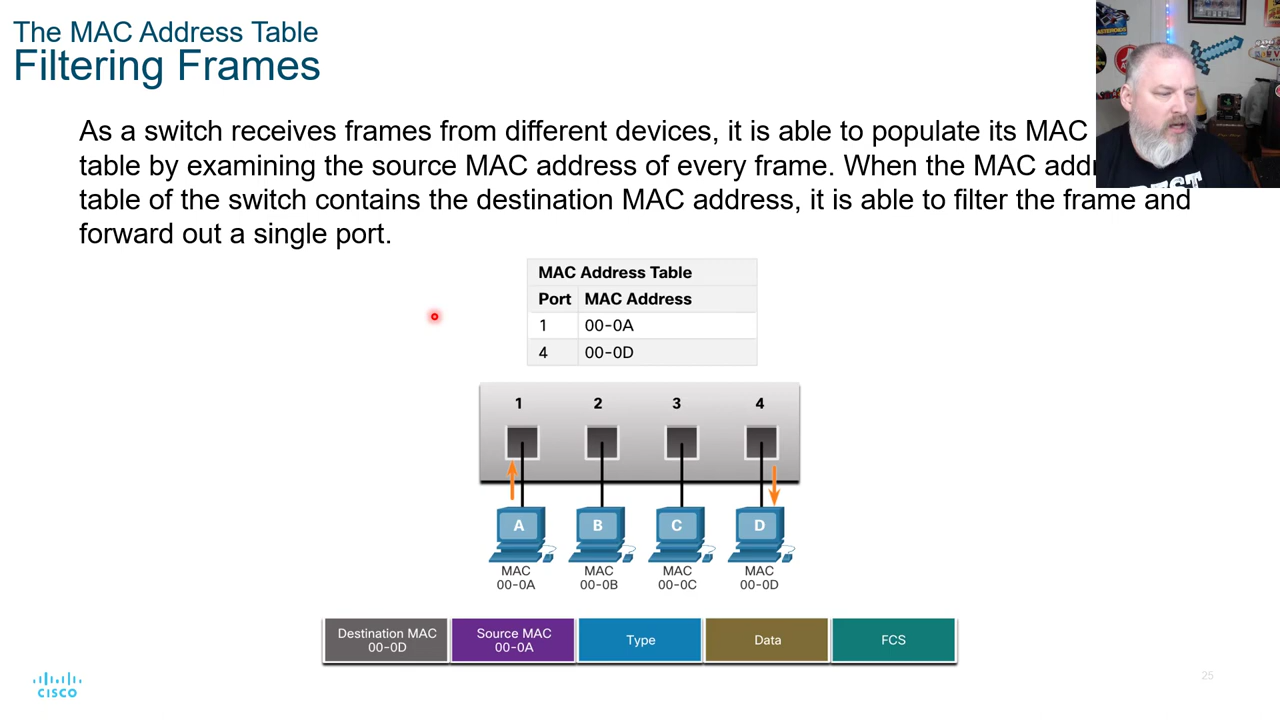 The MAC Address Table
Filtering Frames
As a switch receives frames from different devices, it is able to populate its MAC
table by examining the source MAC address of every frame. When the MAC addr
table of the switch contains the destination MAC address, it is able to filter the frame and
forward out a single port.
MAC Address Table
Port MAC Address
1 00-0A
4 00-0D
1 2 3 4
A B C D
MAC MAC MAC MAC
00-0A 00-0B 00-0C 00-0D
Destination MAC Source MAC Type Data FCS
00-0D 00-0A
CISCO
25